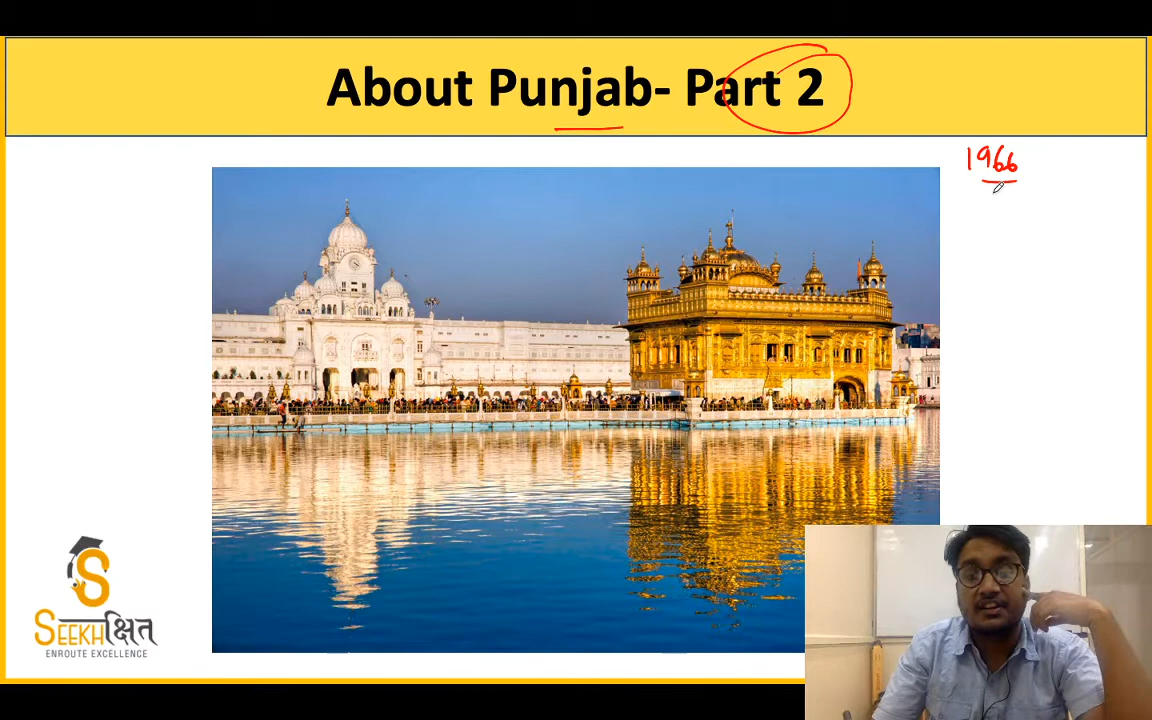 About Punjab- Part 2
1966
S
SEEKHक्षित
ENROUTE EXCELLENCE